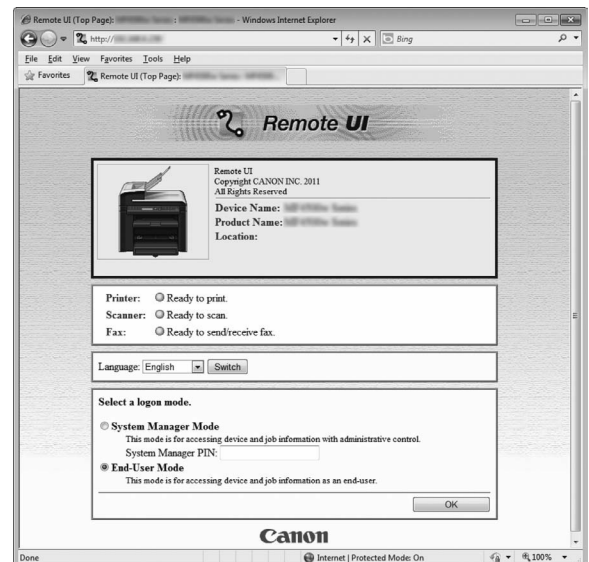 Remote UI (Top Page): - Windows Internet Explorer
http://
Bing
File Edit View Favorites Tools Help
Favorites Remote UI (Top Page):
Remote UI
Remote UI
Copyright CANON INC. 2011
All Rights Reserved
Device Name:
Product Name:
Location:
Printer: Ready to print.
Scanner: Ready to scan.
Fax: Ready to send/receive fax.
Language: English Switch
Select a logon mode.
System Manager Mode
This mode is for accessing device and job information with administrative control.
System Manager PIN:
End-User Mode
This mode is for accessing device and job information as an end-user.
OK
Canon
Done Internet | Protected Mode: On 100%